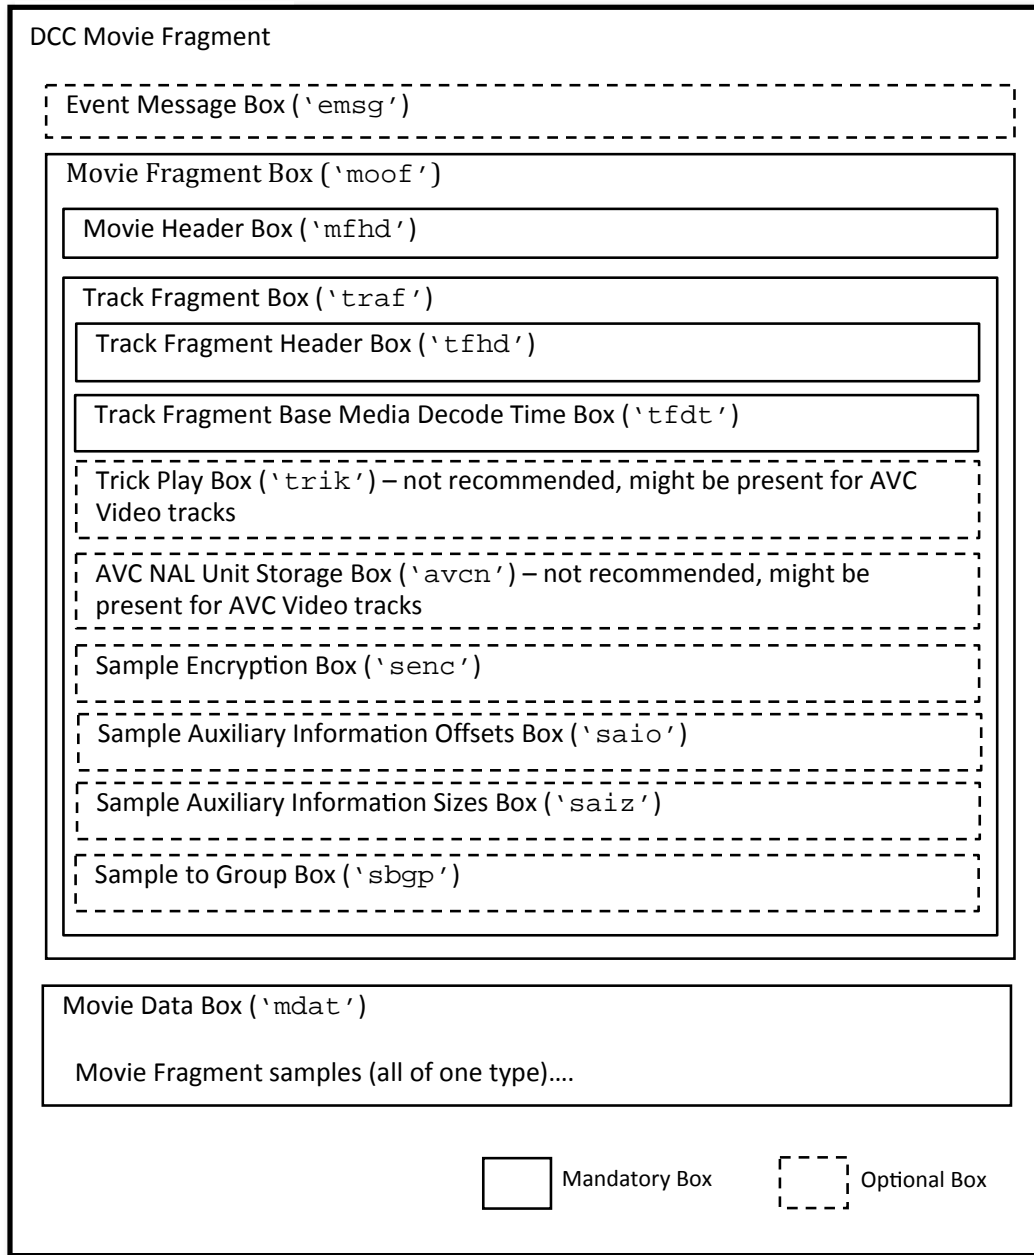 DCC Movie Fragment
Event Message Box (‘emsg’)
Movie Fragment Box (‘moof’)
Movie Header Box (‘mfhd’)
Track Fragment Box (‘traf’)
Track Fragment Header Box (‘tfhd’)
Track Fragment Base Media Decode Time Box (‘tfdt’)
Trick Play Box (‘trik’) – not recommended, might be present for AVC
Video tracks
AVC NAL Unit Storage Box (‘avcn’) – not recommended, might be
present for AVC Video tracks
Sample Encryption Box (‘senc’)
Sample Auxiliary Information Offsets Box (‘saio’)
Sample Auxiliary Information Sizes Box (‘saiz’)
Sample to Group Box (‘sbgp’)
Movie Data Box (‘mdat’)
Movie Fragment samples (all of one type)....
Mandatory Box
Optional Box